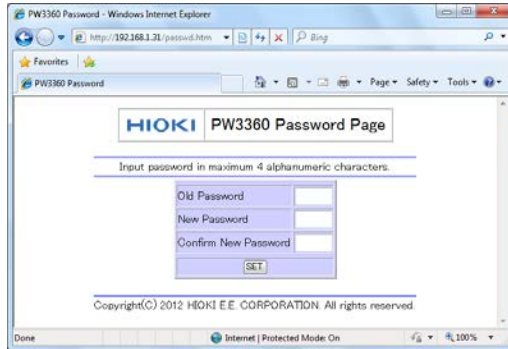 PW3360 Password - Windows Internet Explorer
http://192.168.1.31/passwd.htm
Bing
Favorites
PW3360 Password
Page
Safety
Tools
HIOKI PW3360 Password Page
Input password in maximum 4 alphanumeric characters.
Old Password
New Password
Confirm New Password
SET
Copyright(C) 2012 HIOKI E.E. CORPORATION. All rights reserved.
Done
Internet | Protected Mode: On
100%